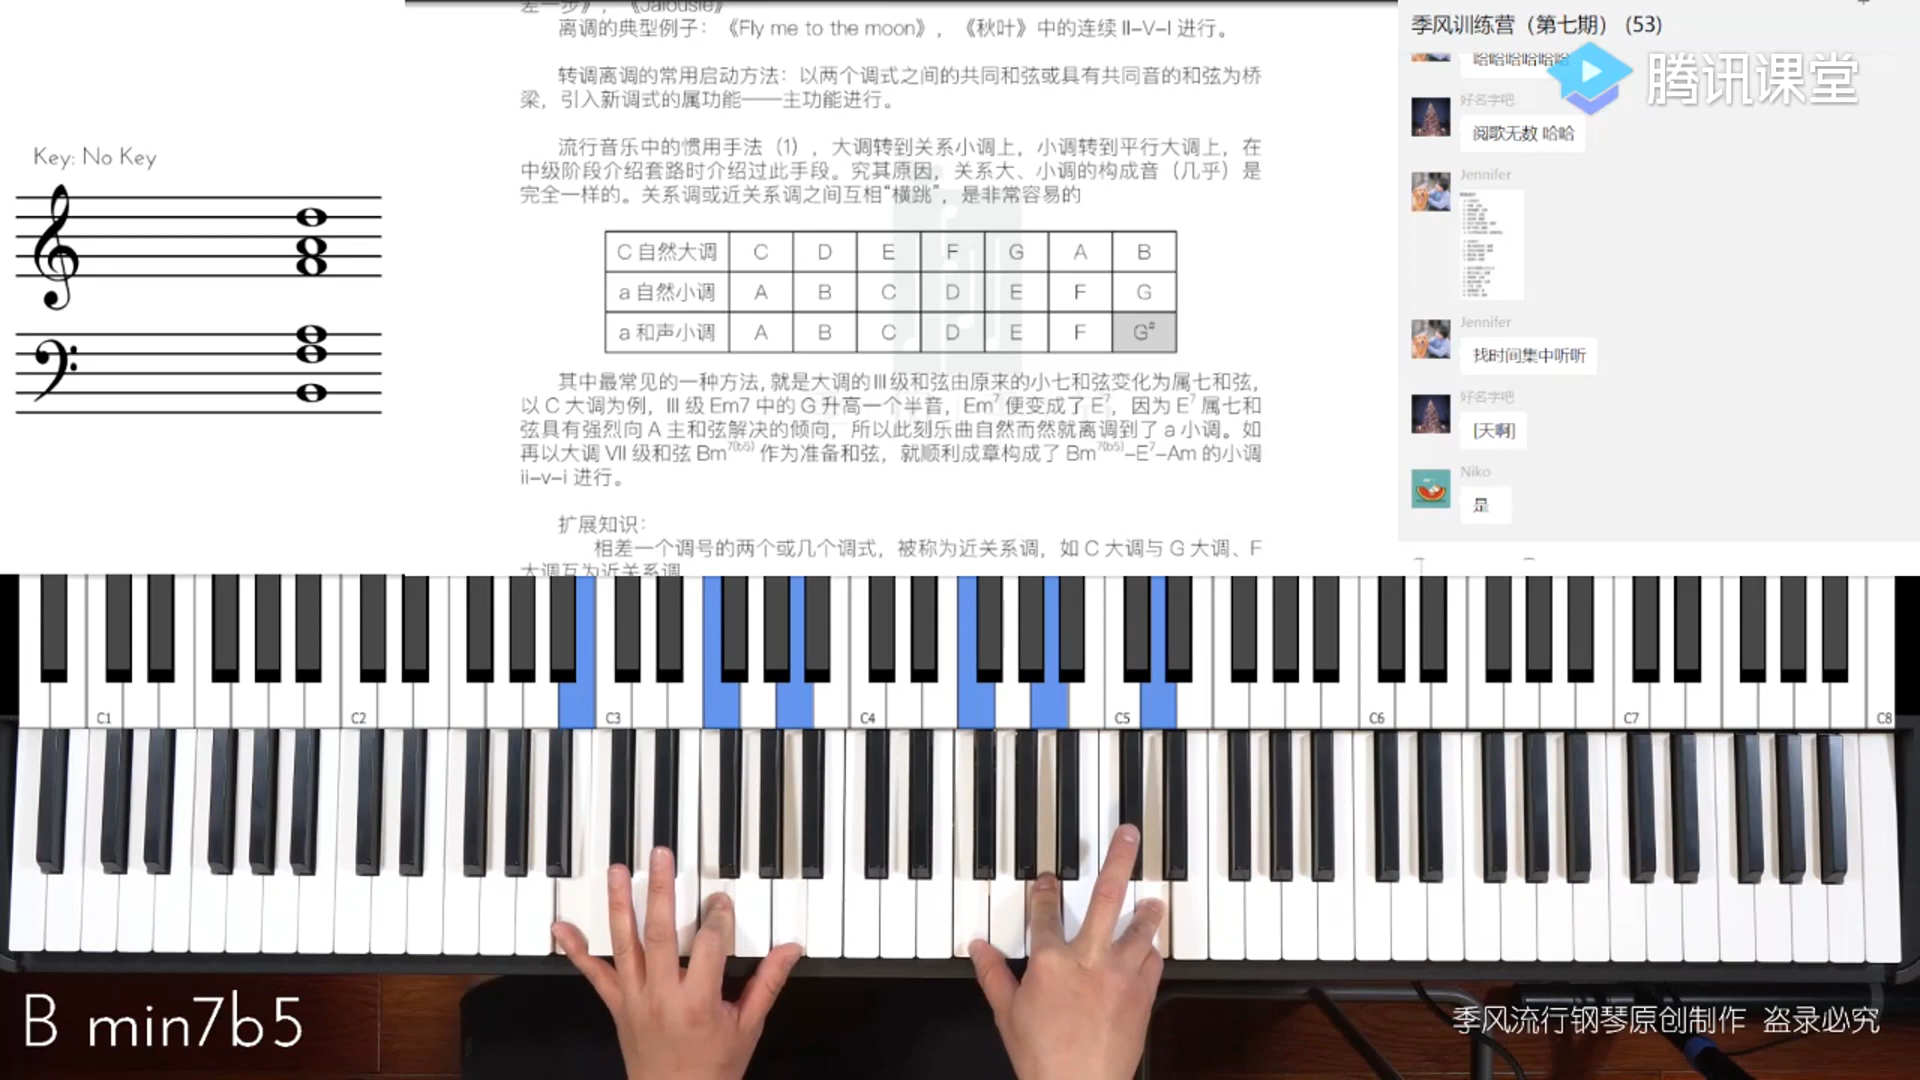 差一步》，《Jalousie》
离调的典型例子：《Fly me to the moon》，《秋叶》中的连续 II–V–I 进行。
转调离调的常用启动方法：以两个调式之间的共同和弦或具有共同音的和弦为桥
梁，引入新调式的属功能——主功能进行。
流行音乐中的惯用手法（1），大调转到关系小调上，小调转到平行大调上，在
中级阶段介绍套路时介绍过此手段。究其原因，关系大、小调的构成音（几乎）是
完全一样的。关系调或近关系调之间互相“横跳”，是非常容易的
C 自然大调 C D E F G A B
a 自然小调 A B C D E F G
a 和声小调 A B C D E F G#
其中最常见的一种方法，就是大调的 III 级和弦由原来的小七和弦变化为属七和弦，
以 C 大调为例，III 级 Em7 中的 G 升高一个半音，Em7 便变成了 E7，因为 E7 属七和
弦具有强烈向 A 主和弦解决的倾向，所以此刻乐曲自然而然就离调到了 a 小调。如
再以大调 VII 级和弦 Bm7(b5) 作为准备和弦，就顺利成章构成了 Bm7(b5)–E7–Am 的小调
ii–v–i 进行。
扩展知识：
相差一个调号的两个或几个调式，被称为近关系调，如 C 大调与 G 大调、F
大调互为近关系调
Key: No Key
季风训练营（第七期） (53)
腾讯课堂
哈哈哈哈哈哈
好名字吧
阅歌无数 哈哈
Jennifer
Jennifer
找时间集中听听
好名字吧
[天啊]
Niko
是
C1 C2 C3 C4 C5 C6 C7 C8
B min7b5
季风流行钢琴原创制作 盗录必究